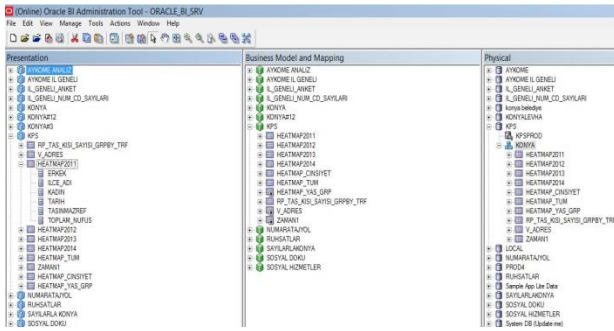 (Online) Oracle BI Administration Tool - ORACLE_BI_SRV
File Edit View Manage Tools Actions Window Help
Presentation
AYKOME ANALIZ
AYKOME IL GENELI
IL_GENELI_ANKET
IL_GENELI_NUM_CD_SAYILARI
KONYA
KONYA#12
KONYA#3
KPS
RP_TAS_KISI_SAYISI_GRPBY_TRF
V_ADRES
HEATMAP2011
ERKEK
ILCE_ADI
KADIN
TARIH
TASINMAZREF
TOPLAM_NUFUS
HEATMAP2012
HEATMAP2013
HEATMAP2014
HEATMAP_TUM
ZAMAN1
HEATMAP_CINSIYET
HEATMAP_YAS_GRP
NUMARATAJYOL
RUHSATLAR
SAYILARLA KONYA
SOSYAL DOKU
Business Model and Mapping
AYKOME ANALIZ
AYKOME IL GENELI
IL_GENELI_ANKET
IL_GENELI_NUM_CD_SAYILARI
KONYA
KONYA#12
KPS
HEATMAP2011
HEATMAP2012
HEATMAP2013
HEATMAP2014
HEATMAP_CINSIYET
HEATMAP_TUM
HEATMAP_YAS_GRP
RP_TAS_KISI_SAYISI_GRPBY_TRF
V_ADRES
ZAMAN1
NUMARATAJYOL
RUHSATLAR
SAYILARLAKONYA
SOSYAL DOKU
SOSYAL HIZMETLER
Physical
AYKOME
AYKOME IL GENELI
IL_GENELI_ANKET
IL_GENELI_NUM_CD_SAYILARI
konya belediye
KONYALEVHA
KPS
KPSPROD
KONYA
HEATMAP2011
HEATMAP2012
HEATMAP2013
HEATMAP2014
HEATMAP_CINSIYET
HEATMAP_TUM
HEATMAP_YAS_GRP
RP_TAS_KISI_SAYISI_GRPBY_TRF
V_ADRES
ZAMAN1
LOCAL
NUMARATAJYOL
PROD4
RUHSATLAR
Sample App Lite Data
SAYILARLAKONYA
SOSYAL DOKU
SOSYAL HIZMETLER
System DB (Update me)